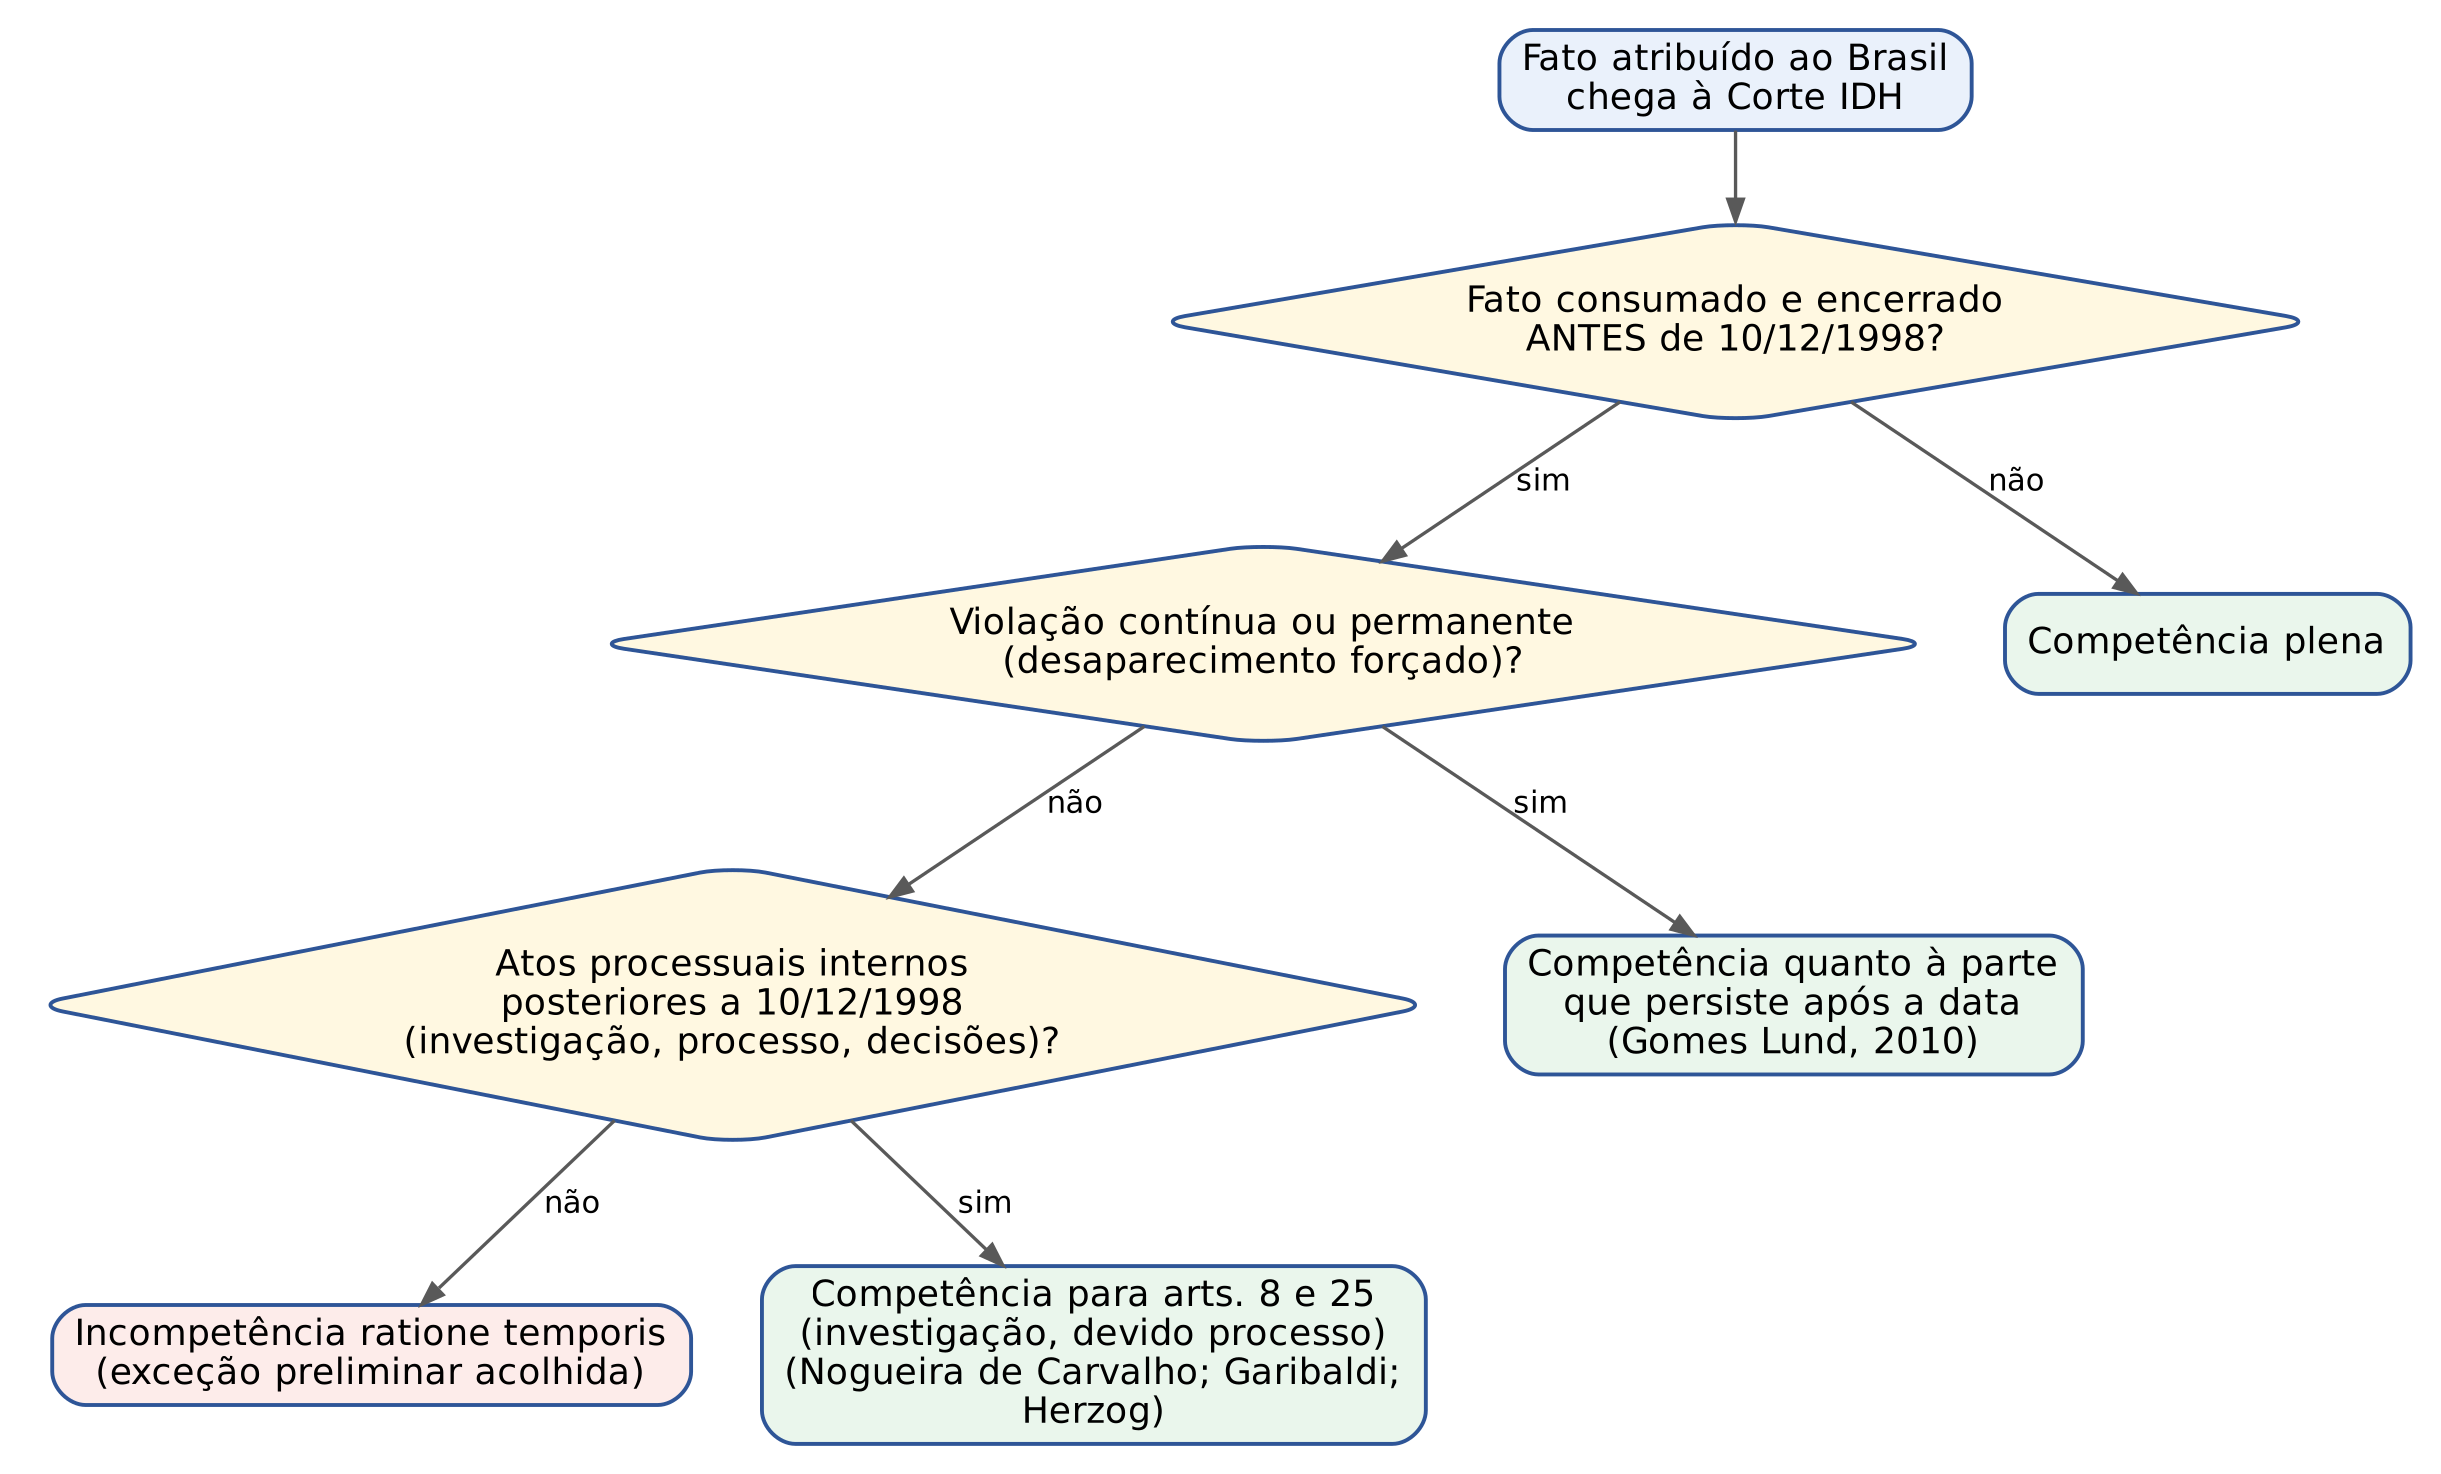 Fato atribuído ao Brasil
chega à Corte IDH
Fato consumado e encerrado
ANTES de 10/12/1998?
sim
não
Violação contínua ou permanente
(desaparecimento forçado)?
Competência plena
não
sim
Atos processuais internos
posteriores a 10/12/1998
(investigação, processo, decisões)?
Competência quanto à parte
que persiste após a data
(Gomes Lund, 2010)
não
sim
Incompetência ratione temporis
(exceção preliminar acolhida)
Competência para arts. 8 e 25
(investigação, devido processo)
(Nogueira de Carvalho; Garibaldi;
Herzog)